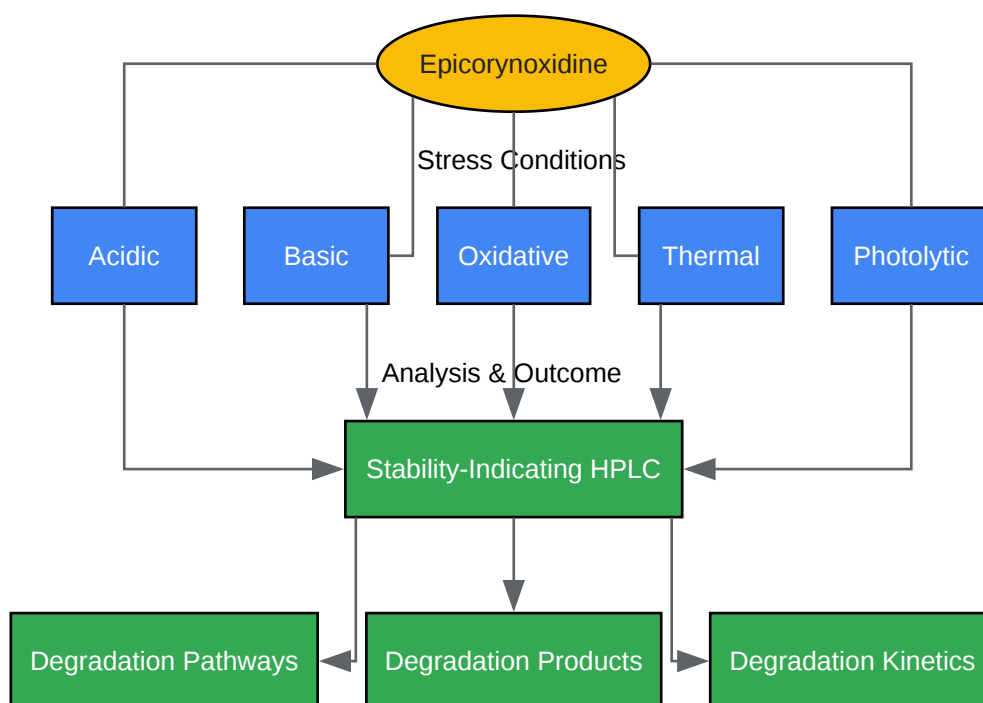 Epicorynoxidine
Stress Conditions
Acidic
Basic
Oxidative
Thermal
Photolytic
Analysis & Outcome
Stability-Indicating HPLC
Degradation Pathways
Degradation Products
Degradation Kinetics